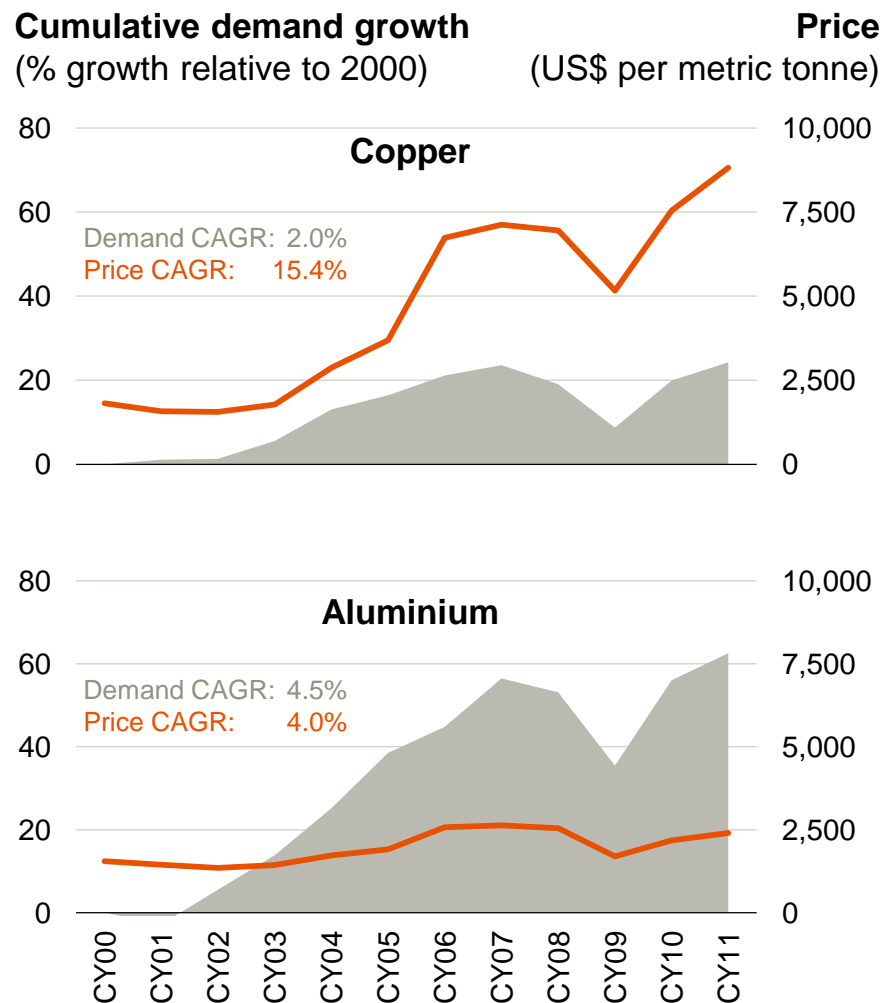 Cumulative demand growth Price
(% growth relative to 2000) (US$ per metric tonne)
80 10,000
Copper
60 7,500
Demand CAGR: 2.0%
Price CAGR: 15.4%
40 5,000
20 2,500
0 0
80 10,000
Aluminium
60 7,500
Demand CAGR: 4.5%
Price CAGR: 4.0%
40 5,000
20 2,500
0 0
CY00 CY01 CY02 CY03 CY04 CY05 CY06 CY07 CY08 CY09 CY10 CY11